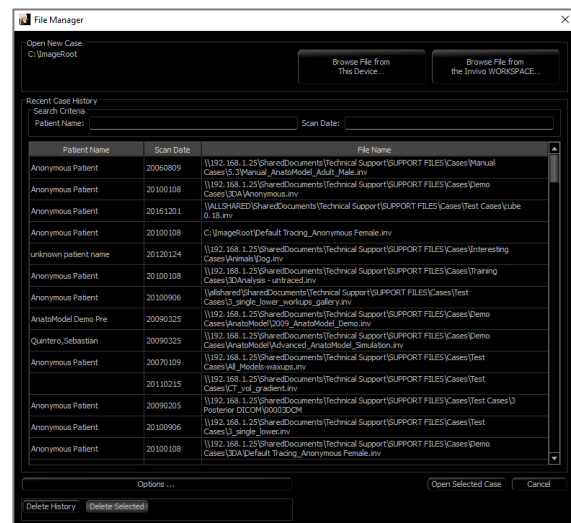 File Manager
Open New Case
C:\ImageRoot
Browse File from
This Device...
Browse File from
the Invivo WORKSPACE...
Recent Case History
Search Criteria
Patient Name:
Scan Date:
Patient Name Scan Date File Name
Anonymous Patient 20060809 \\192.168.1.25\SharedDocuments\Technical Support\SUPPORT FILES\Cases\Manual
Cases\5.3\Manual_AnatoModel_Adult_Male.inv
Anonymous Patient 20100108 \\192.168.1.25\SharedDocuments\Technical Support\SUPPORT FILES\Cases\Demo
Cases\3DA\Anonymous.inv
Anonymous Patient 20161201 \\ALLSHARED\SharedDocuments\Technical Support\SUPPORT FILES\Cases\Test Cases\cube
0.18.inv
Anonymous Patient 20100108 C:\ImageRoot\Default Tracing_Anonymous Female.inv
unknown patient name 20120124 \\192.168.1.25\SharedDocuments\Technical Support\SUPPORT FILES\Cases\Interesting
Cases\Animals\Dog.inv
Anonymous Patient 20100108 \\192.168.1.25\SharedDocuments\Technical Support\SUPPORT FILES\Cases\Training
Cases\3DAnalysis - untraced.inv
Anonymous Patient 20100906 \\allshared\SharedDocuments\Technical Support\SUPPORT FILES\Cases\Test
Cases\3_single_lower_workups_gallery.inv
AnatoModel Demo Pre 20090325 \\192.168.1.25\SharedDocuments\Technical Support\SUPPORT FILES\Cases\Demo
Cases\AnatoModel\2009_AnatoModel_Demo.inv
Quintero,Sebastian 20090325 \\192.168.1.25\SharedDocuments\Technical Support\SUPPORT FILES\Cases\Demo
Cases\AnatoModel\Advanced_AnatoModel_Simulation.inv
Anonymous Patient 20070109 \\192.168.1.25\SharedDocuments\Technical Support\SUPPORT FILES\Cases\Test
Cases\All_Models-waxups.inv
20110215 \\192.168.1.25\SharedDocuments\Technical Support\SUPPORT FILES\Cases\Test
Cases\CT_vol_gradient.inv
Anonymous Patient 20090205 \\192.168.1.25\SharedDocuments\Technical Support\SUPPORT FILES\Cases\Test Cases\3
Posterior DICOM\00003DCM
Anonymous Patient 20100906 \\192.168.1.25\SharedDocuments\Technical Support\SUPPORT FILES\Cases\Test
Cases\3_single_lower.inv
Anonymous Patient 20100108 \\192.168.1.25\SharedDocuments\Technical Support\SUPPORT FILES\Cases\Demo
Cases\3DA\Default Tracing_Anonymous Female.inv
Options ...
Open Selected Case
Cancel
Delete History
Delete Selected